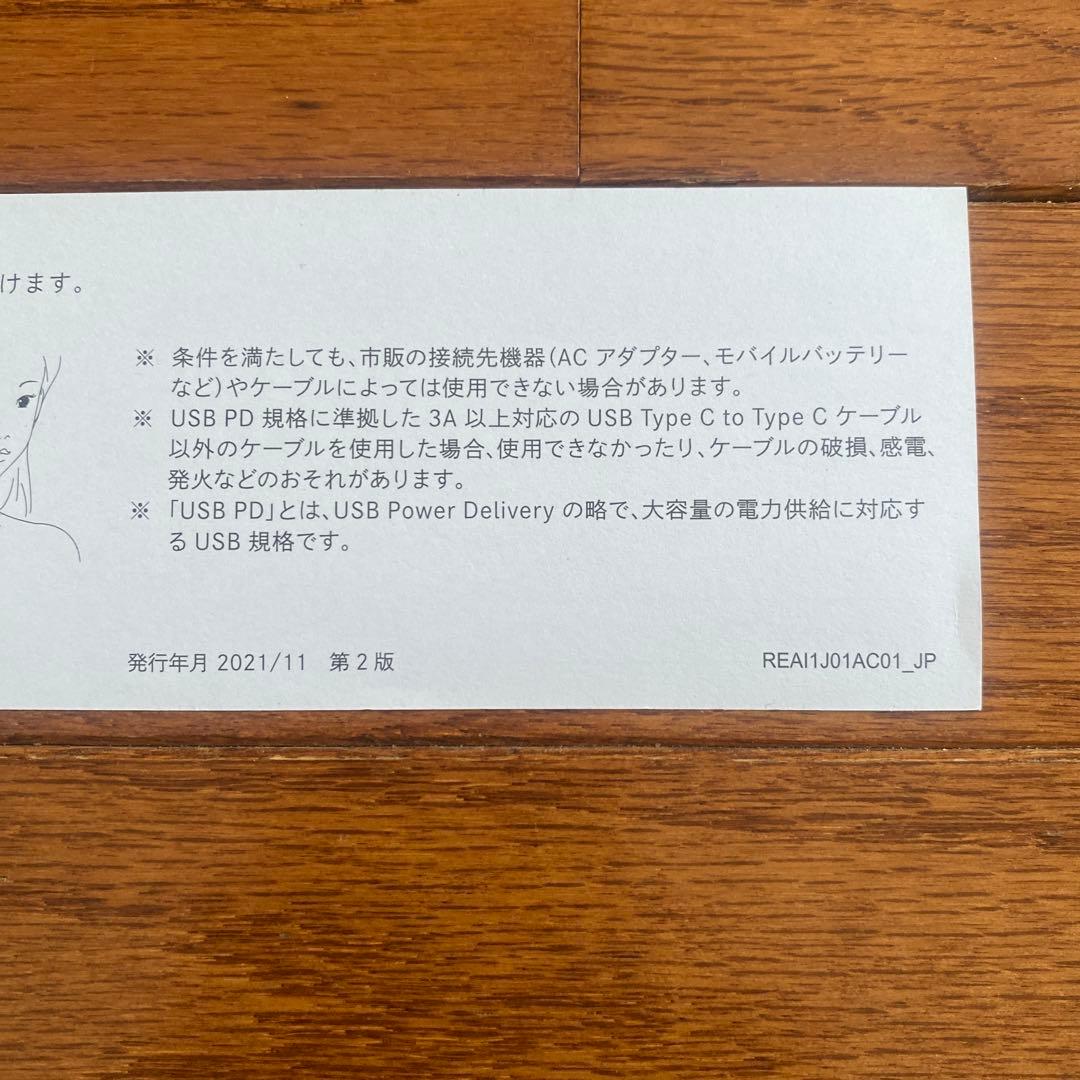 けます。
※ 条件を満たしても、市販の接続先機器（AC アダプター、モバイルバッテリー
など）やケーブルによっては使用できない場合があります。
※ USB PD 規格に準拠した 3A 以上対応の USB Type C to Type C ケーブル
以外のケーブルを使用した場合、使用できなかったり、ケーブルの破損、感電、
発火などのおそれがあります。
※ 「USB PD」とは、USB Power Delivery の略で、大容量の電力供給に対応す
る USB 規格です。
発行年月 2021/11 第 2 版
REAI1J01AC01_JP